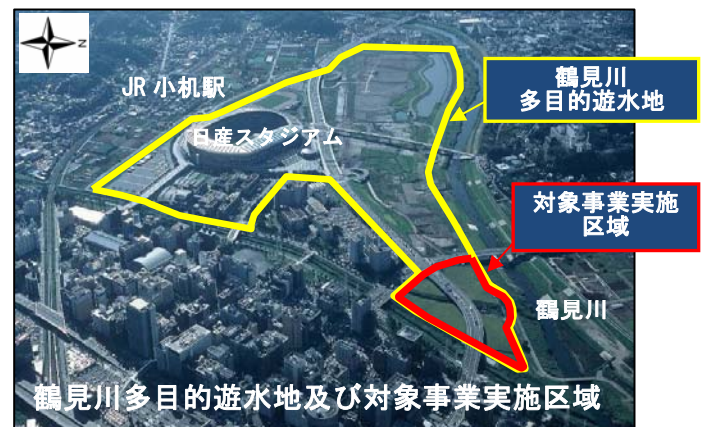 N
JR 小机駅
日産スタジアム
鶴見川
多目的遊水地
対象事業実施
区域
鶴見川
鶴見川多目的遊水地及び対象事業実施区域